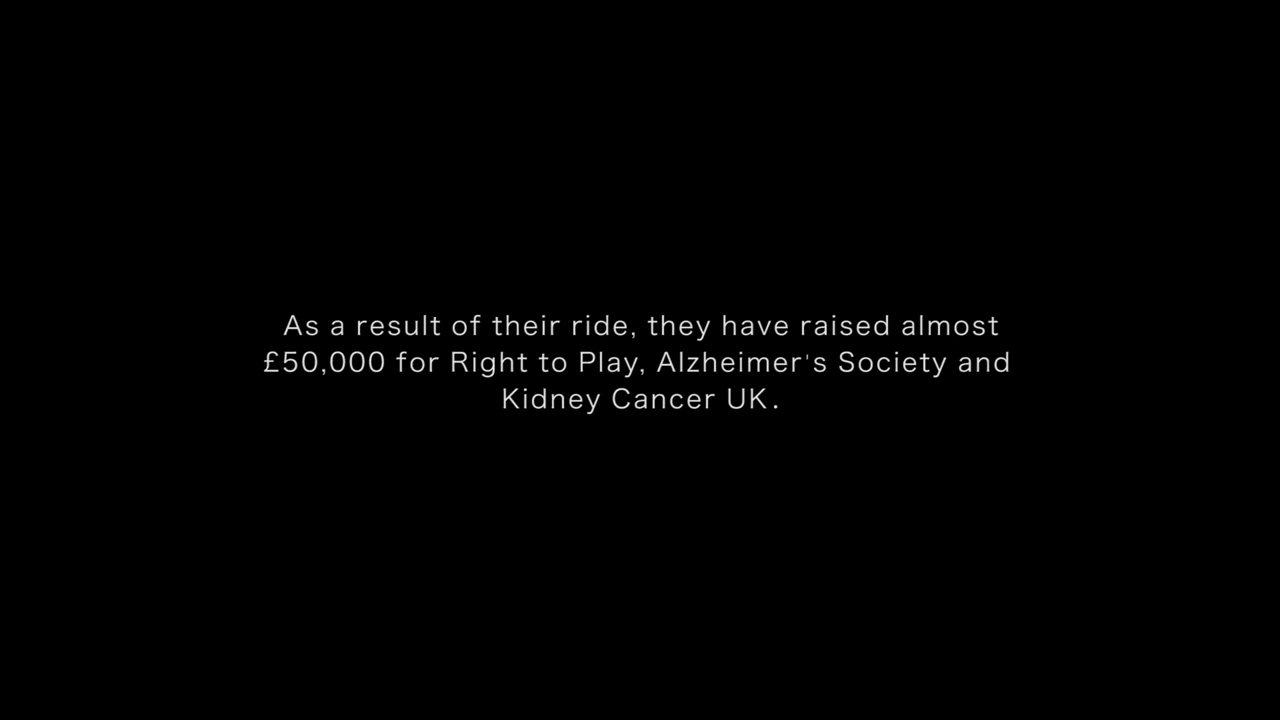 As a result of their ride, they have raised almost
£50,000 for Right to Play, Alzheimer's Society and
Kidney Cancer UK.